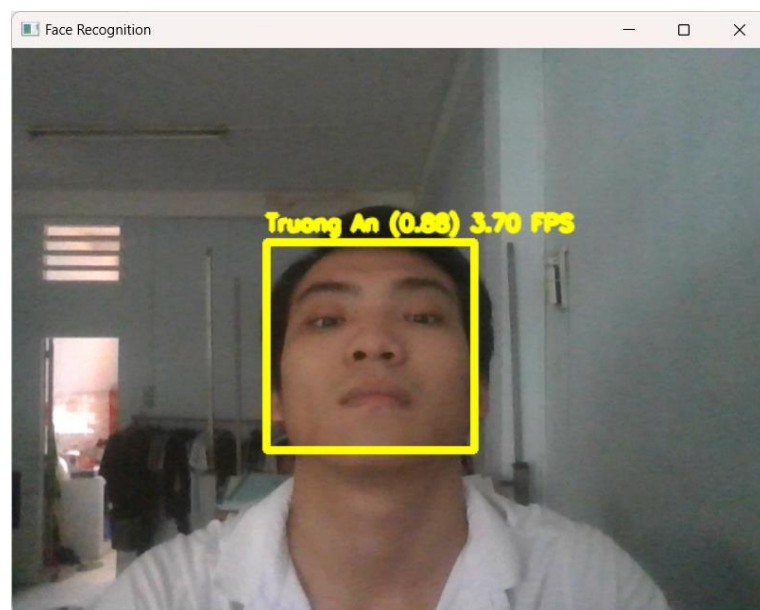 Face Recognition
Truong An (0.88) 3.70 FPS